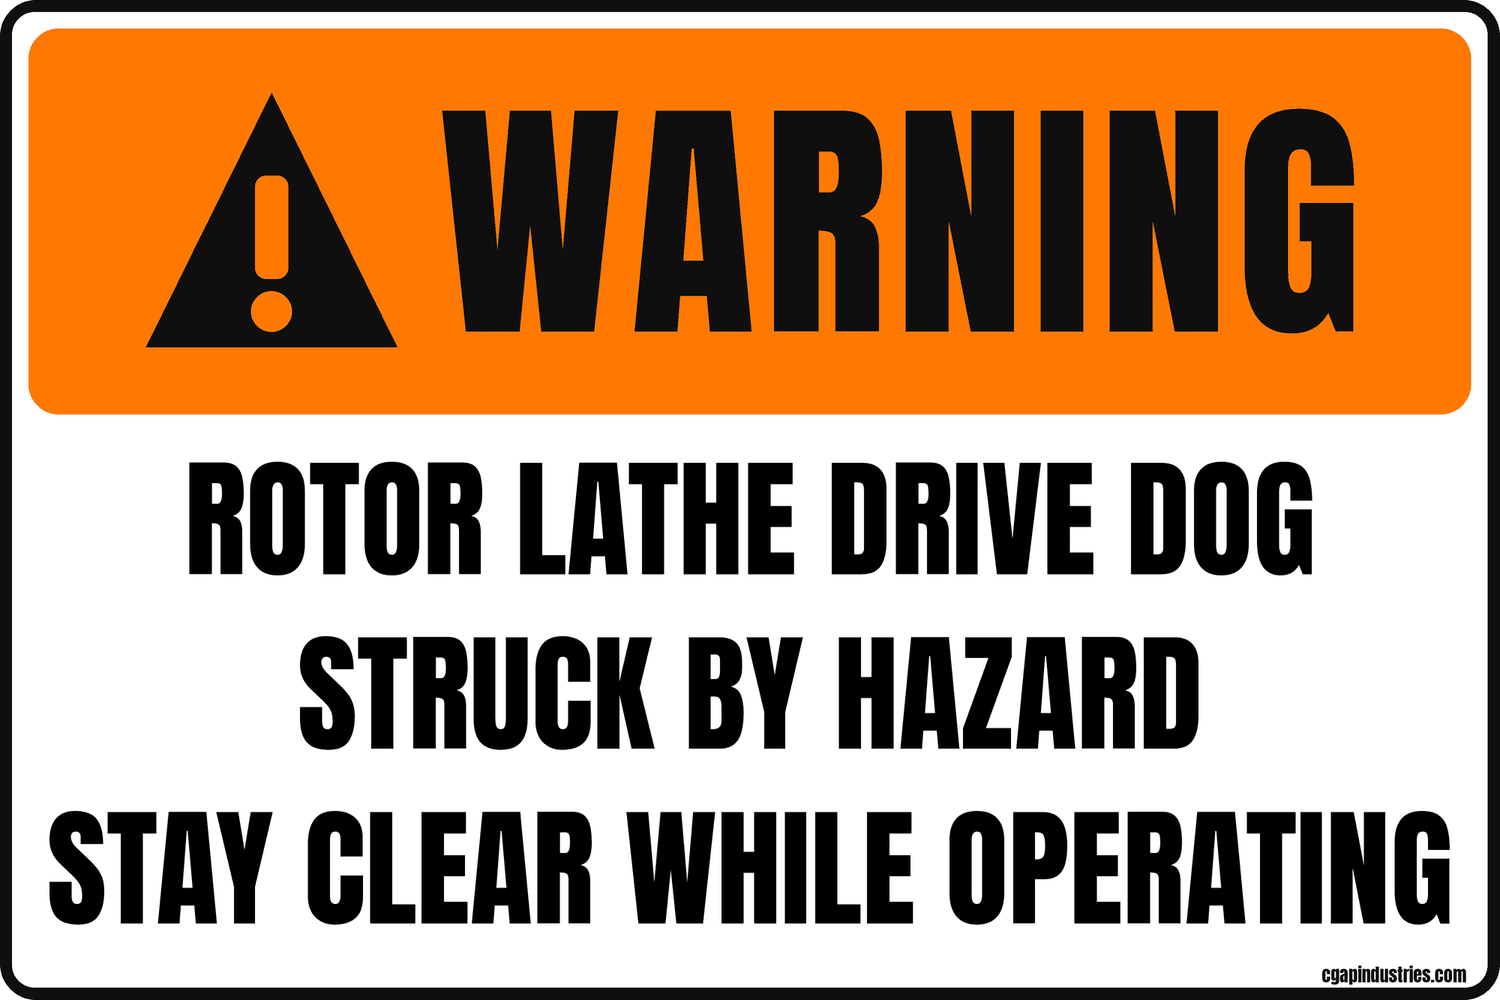 WARNING
ROTOR LATHE DRIVE DOG
STRUCK BY HAZARD
STAY CLEAR WHILE OPERATING
cgapindustries.com